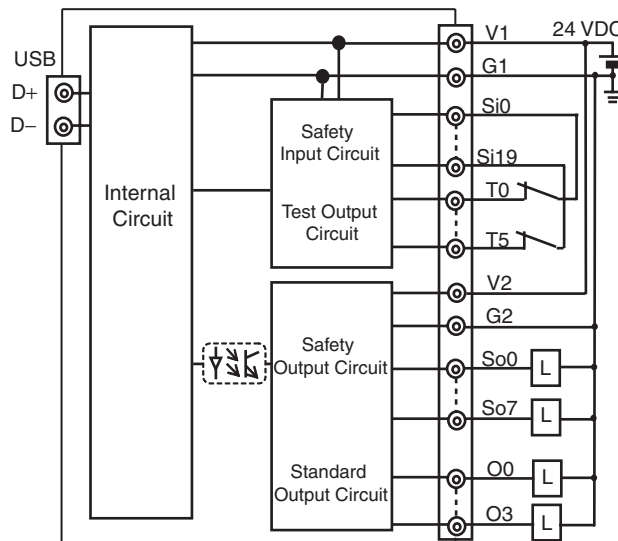 V1
24 VDC
USB
G1
D+
Si0
D−
Safety
Input Circuit
Si19
Internal
Circuit
T0
Test Output
Circuit
T5
V2
G2
Safety
Output Circuit
So0
L
So7
L
Standard
Output Circuit
O0
L
O3
L